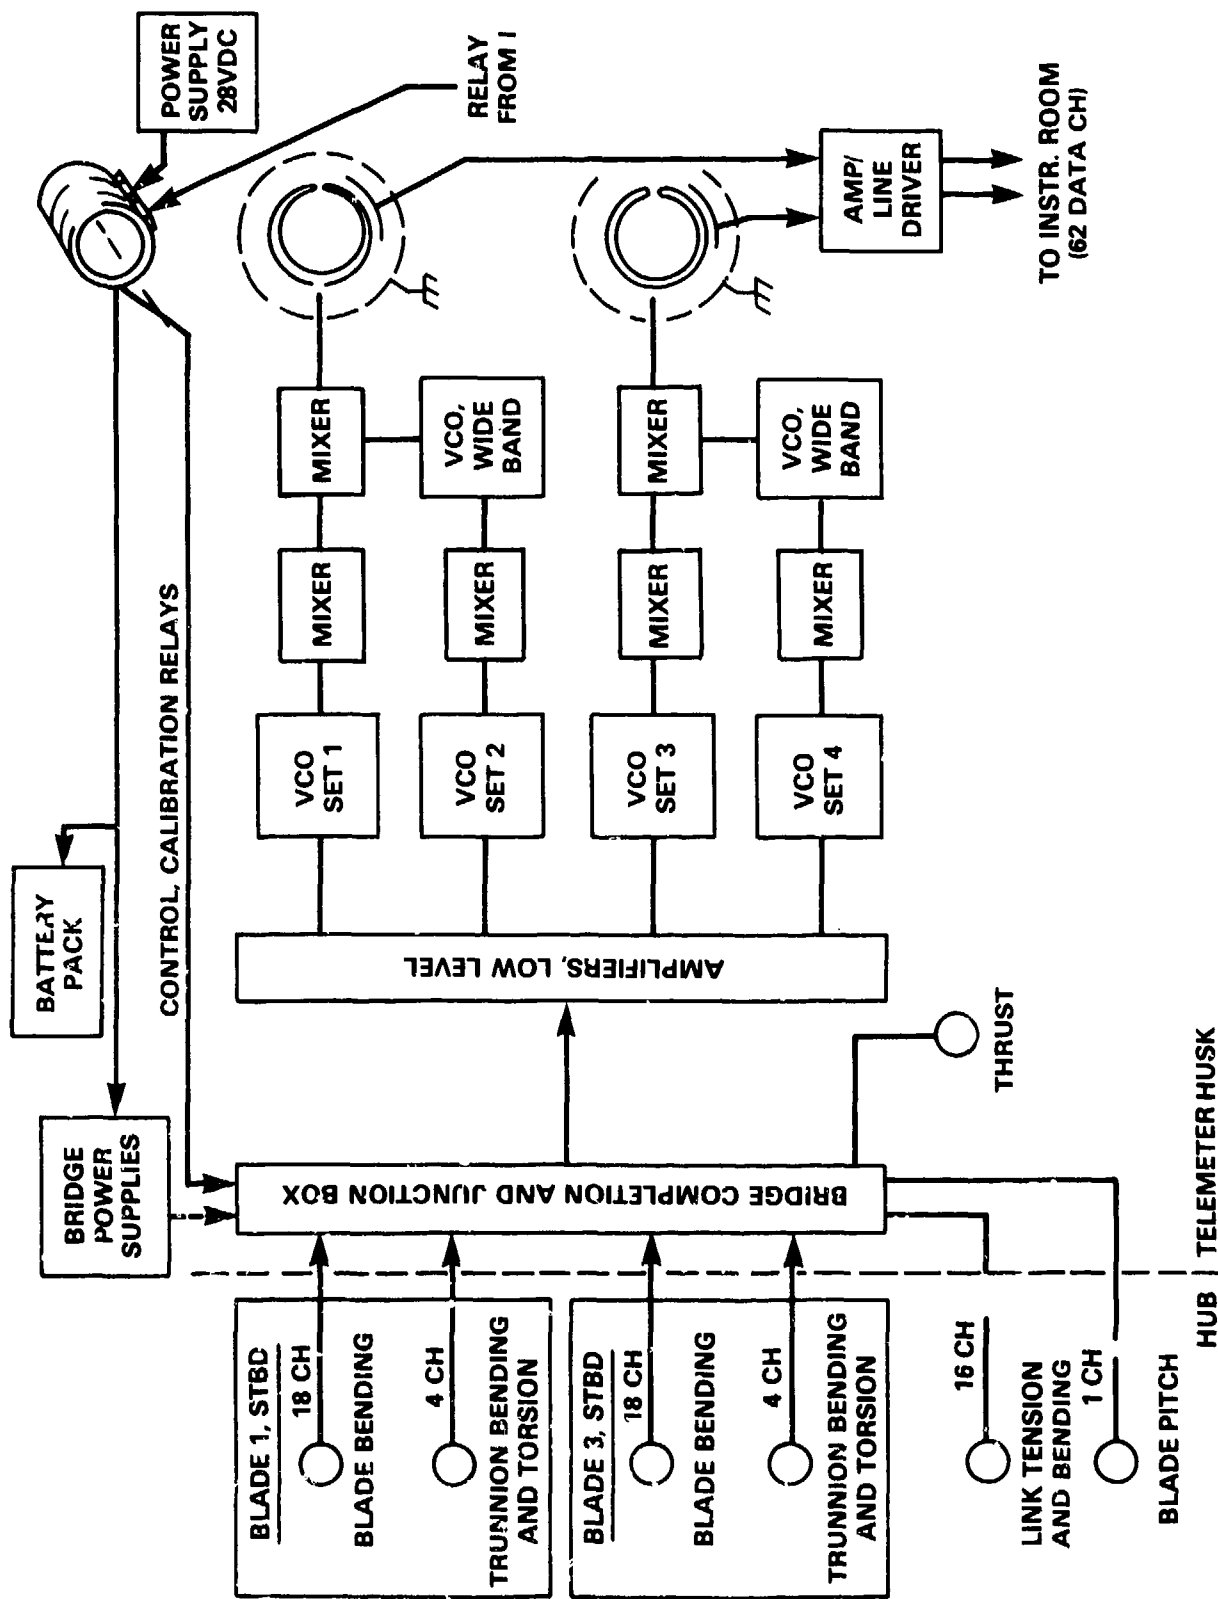 POWER
SUPPLY
28VDC
RELAY
FROM I
BATTERY
PACK
CONTROL, CALIBRATION RELAYS
BRIDGE
POWER
SUPPLIES
BLADE 1, STBD
18 CH
BLADE BENDING
4 CH
TRUNNION BENDING
AND TORSION
BLADE 3, STBD
18 CH
BLADE BENDING
4 CH
TRUNNION BENDING
AND TORSION
16 CH
LINK TENSION
AND BENDING
1 CH
BLADE PITCH
HUB
TELEMETER HUSK
BRIDGE COMPLETION AND JUNCTION BOX
THRUST
AMPLIFIERS, LOW LEVEL
VCO
SET 1
MIXER
MIXER
VCO
SET 2
MIXER
VCO,
WIDE
BAND
VCO
SET 3
MIXER
MIXER
VCO
SET 4
MIXER
VCO,
WIDE
BAND
AMP/
LINE
DRIVER
TO INSTR. ROOM
(62 DATA CH)